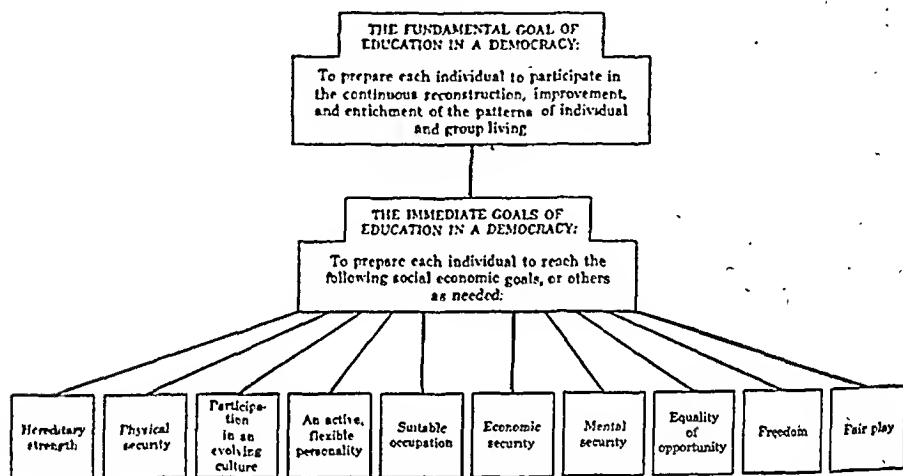 THE FUNDAMENTAL GOAL OF
EDUCATION IN A DEMOCRACY:
To prepare each individual to participate in
the continuous reconstruction, improvement,
and enrichment of the patterns of individual
and group living
THE IMMEDIATE GOALS OF
EDUCATION IN A DEMOCRACY:
To prepare each individual to reach the
following social economic goals, or others
as needed:
Hereditary
strength
Physical
security
Participa-
tion
in an
evolving
culture
An active,
flexible
personality
Suitable
occupation
Economic
security
Mental
security
Equality
of
opportunity
Freedom
Fair play